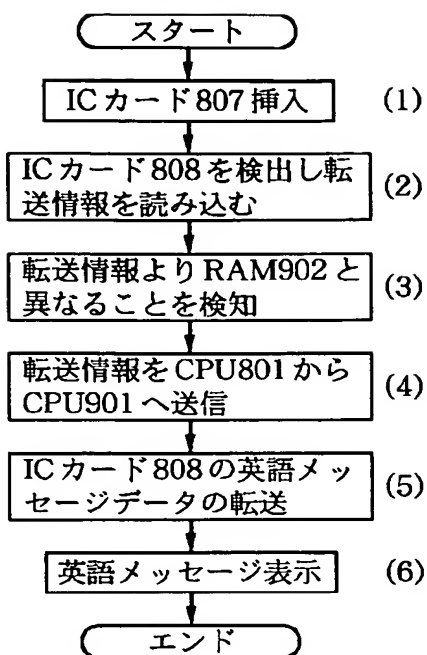 スタート
ICカード807挿入 (1)
ICカード808を検出し転
送情報を読み込む (2)
転送情報よりRAM902と
異なることを検知 (3)
転送情報をCPU801から
CPU901へ送信 (4)
ICカード808の英語メッ
セージデータの転送 (5)
英語メッセージ表示 (6)
エンド